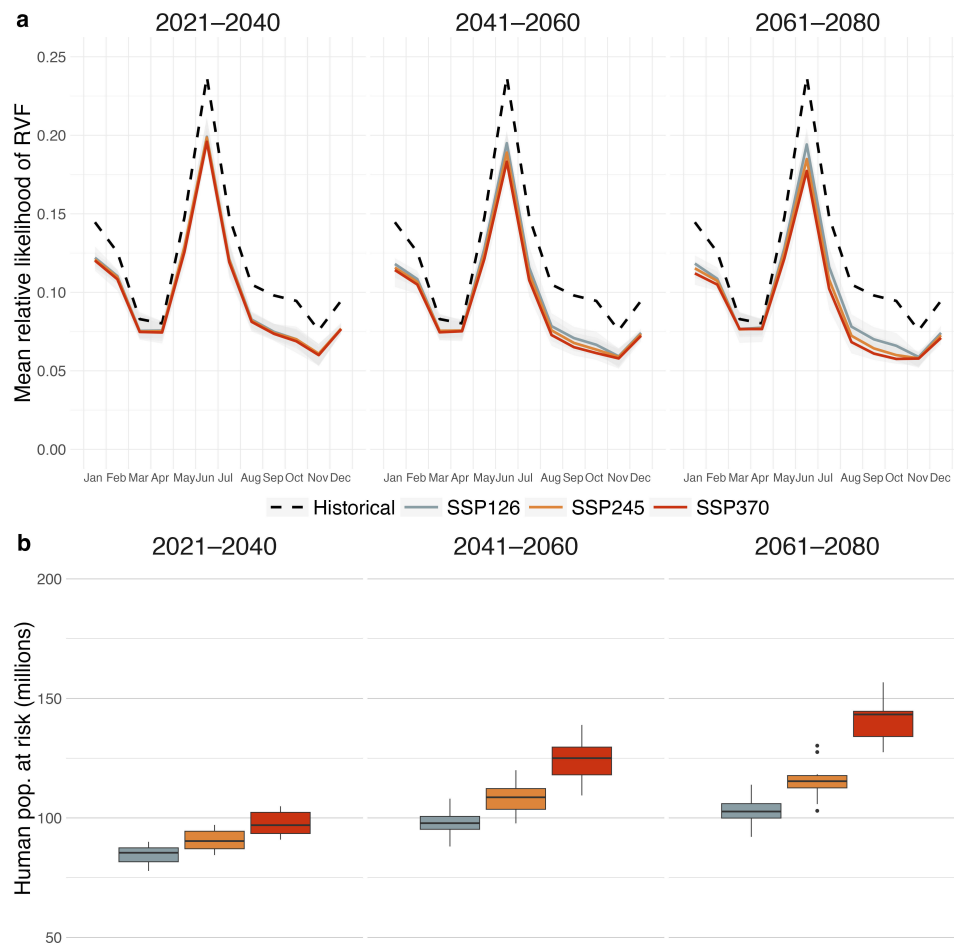 a
2021–2040 2041–2060 2061–2080
Mean relative likelihood of RVF
0.25
0.20
0.15
0.10
0.05
0.00
Jan Feb Mar Apr May Jun Jul Aug Sep Oct Nov Dec Jan Feb Mar Apr May Jun Jul Aug Sep Oct Nov Dec Jan Feb Mar Apr May Jun Jul Aug Sep Oct Nov Dec
Historical SSP126 SSP245 SSP370
b
2021–2040 2041–2060 2061–2080
Human pop. at risk (millions)
200
150
100
50